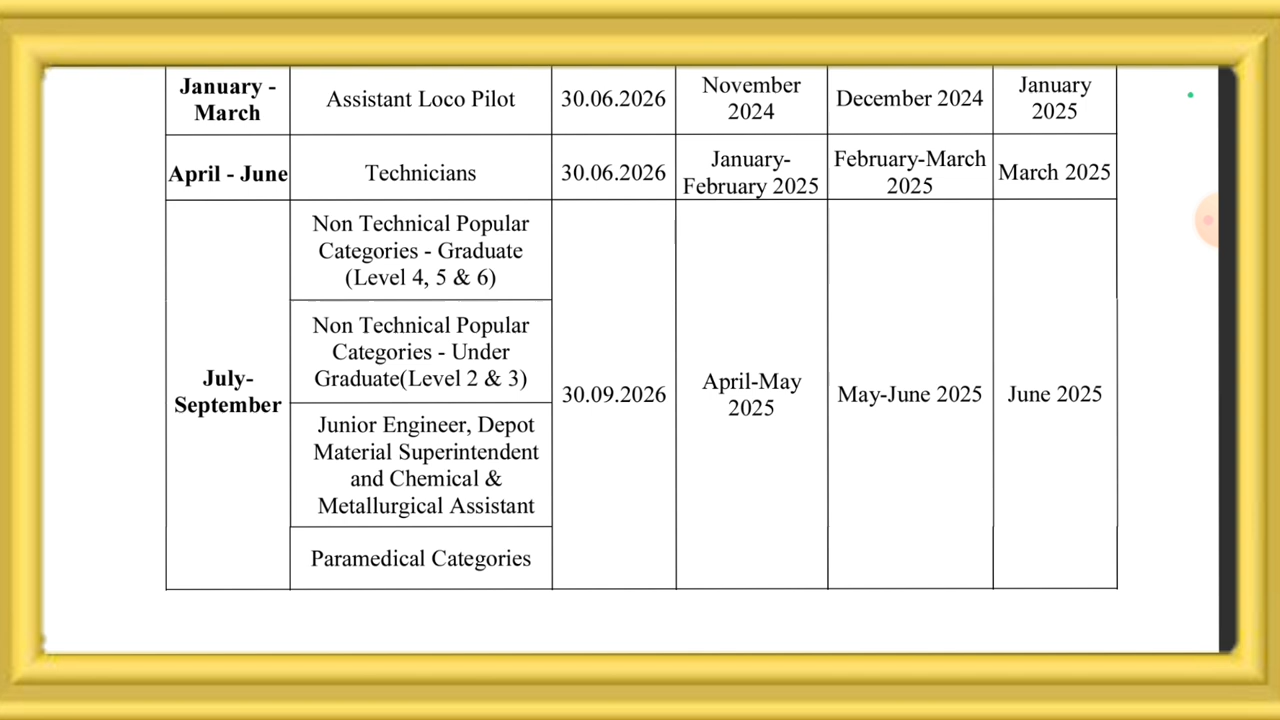 January -
March
Assistant Loco Pilot
30.06.2026
November
2024
December 2024
January
2025
April - June
Technicians
30.06.2026
January-
February 2025
February-March
2025
March 2025
July-
September
Non Technical Popular
Categories - Graduate
(Level 4, 5 & 6)
Non Technical Popular
Categories - Under
Graduate(Level 2 & 3)
Junior Engineer, Depot
Material Superintendent
and Chemical &
Metallurgical Assistant
Paramedical Categories
30.09.2026
April-May
2025
May-June 2025
June 2025